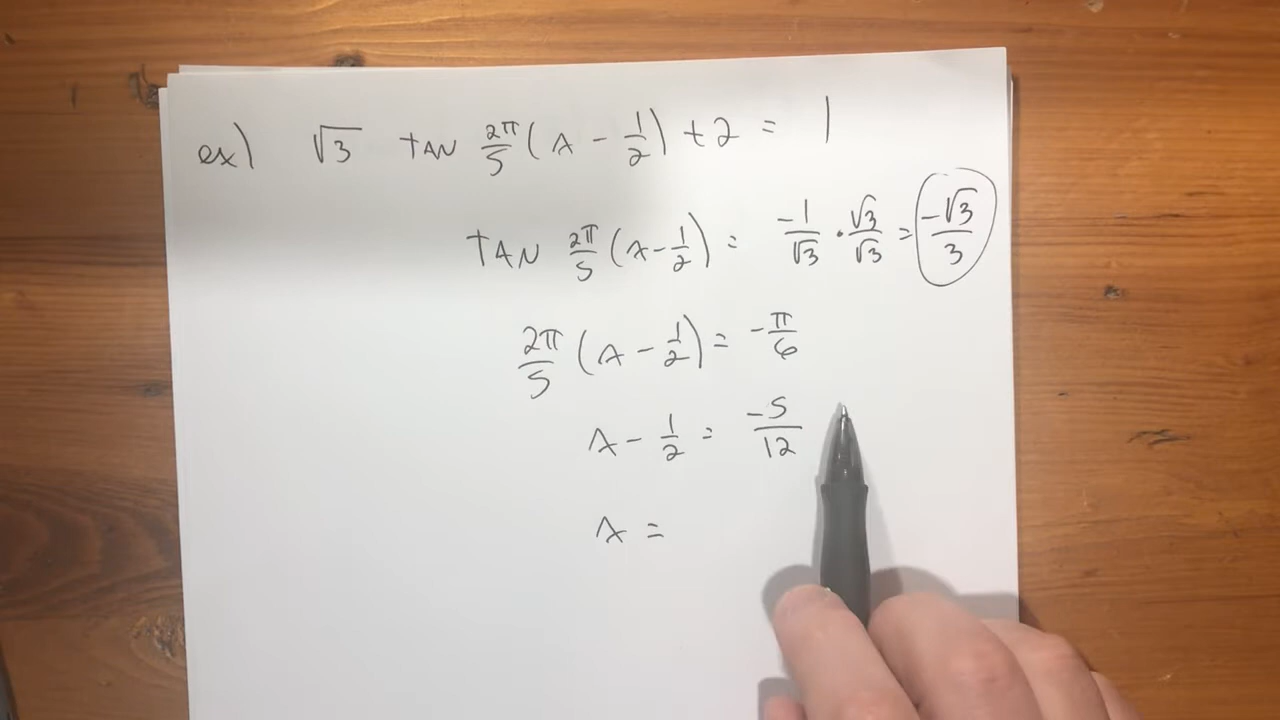 ex) √3 TAN 2π/5 (A - 1/2) + 2 = 1
TAN 2π/5 (A - 1/2) = -1/√3 · √3/√3 = -√3/3
2π/5 (A - 1/2) = -π/6
A - 1/2 = -5/12
A =